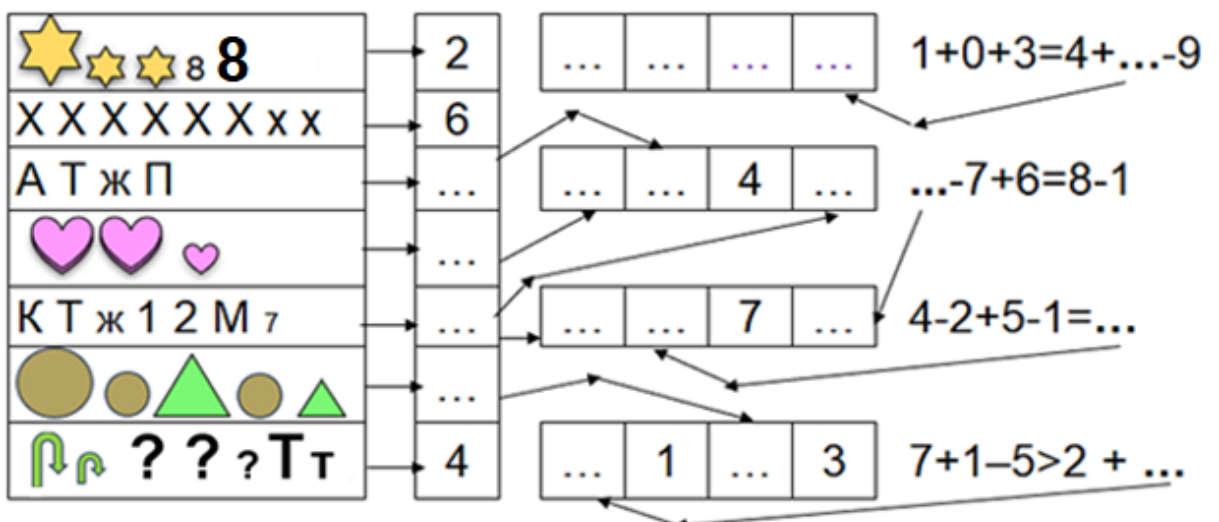 8 8 2 ... ... ... ... 1+0+3=4+...-9
Х Х Х Х Х Х х х 6
А Т ж П ... ... ... 4 ... ...-7+6=8-1
...
К Т ж 1 2 М 7 ... ... ... 7 ... 4-2+5-1=...
...
? ? ? Т т 4 ... 1 ... 3 7+1–5>2 + ...